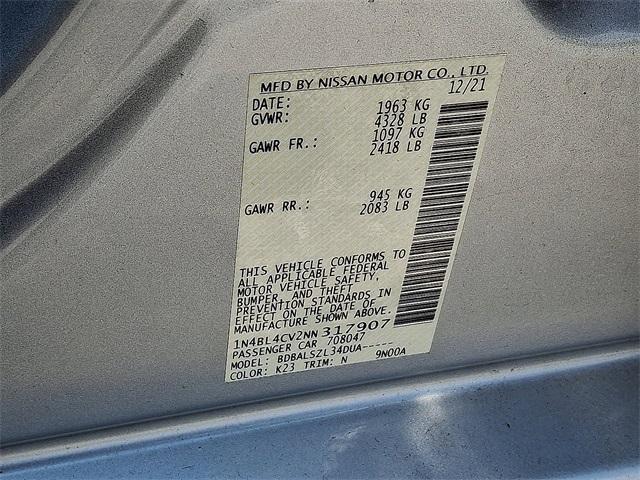 MFD BY NISSAN MOTOR CO., LTD.
DATE: 12/21
GVWR: 1963 KG
4328 LB
GAWR FR.: 1097 KG
2418 LB
GAWR RR.: 945 KG
2083 LB
THIS VEHICLE CONFORMS TO
ALL APPLICABLE FEDERAL
MOTOR VEHICLE SAFETY,
BUMPER, AND THEFT
PREVENTION STANDARDS IN
EFFECT ON THE DATE OF
MANUFACTURE SHOWN ABOVE.
1N4BL4CV2NN317907
PASSENGER CAR 708047
MODEL: BDBALSZL34DUA-----
COLOR: K23 TRIM: N 9N00A